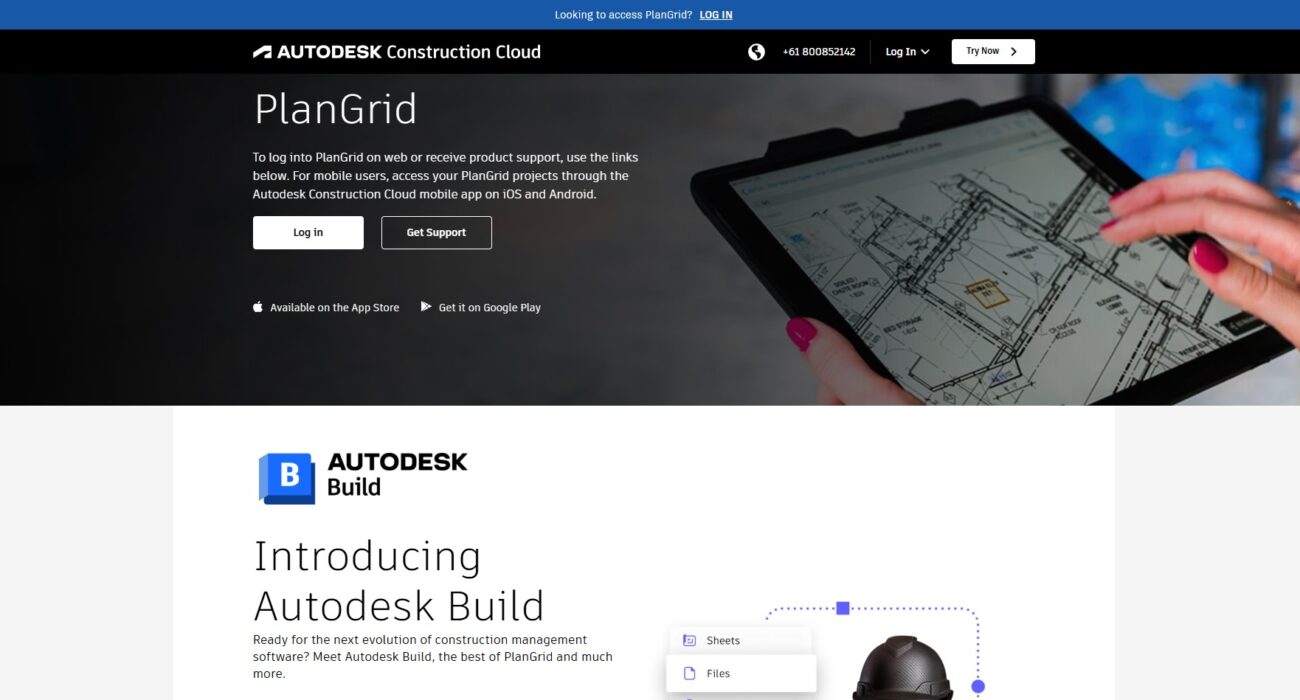 Looking to access PlanGrid? LOG IN
AUTODESK Construction Cloud
+61 800852142
Log In
Try Now
PlanGrid
To log into PlanGrid on web or receive product support, use the links
below. For mobile users, access your PlanGrid projects through the
Autodesk Construction Cloud mobile app on iOS and Android.
Log in
Get Support
Available on the App Store
Get it on Google Play
BED STORAGE
ELEVATOR
LOBBY
B
AUTODESK
Build
Introducing
Autodesk Build
Ready for the next evolution of construction management
software? Meet Autodesk Build, the best of PlanGrid and much
more.
Sheets
Files